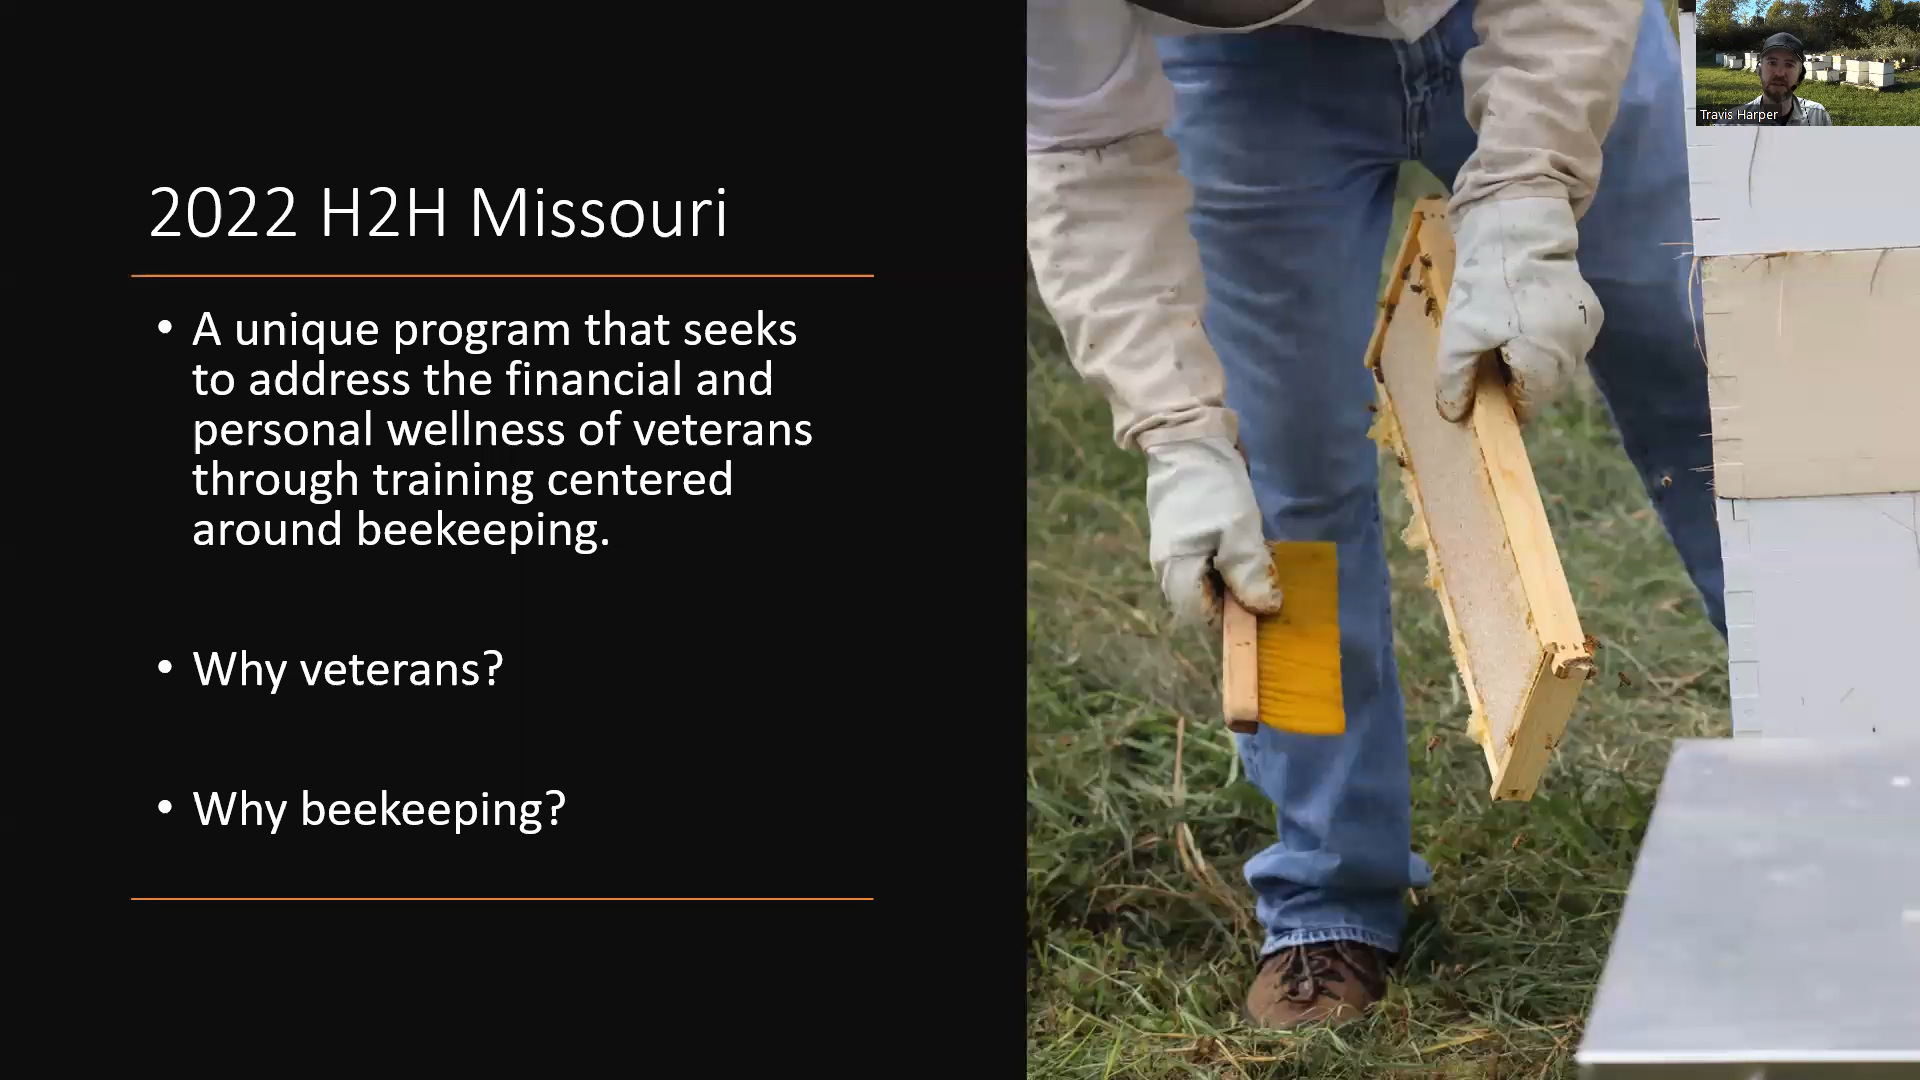 2022 H2H Missouri
• A unique program that seeks
to address the financial and
personal wellness of veterans
through training centered
around beekeeping.
• Why veterans?
• Why beekeeping?
Travis Harper